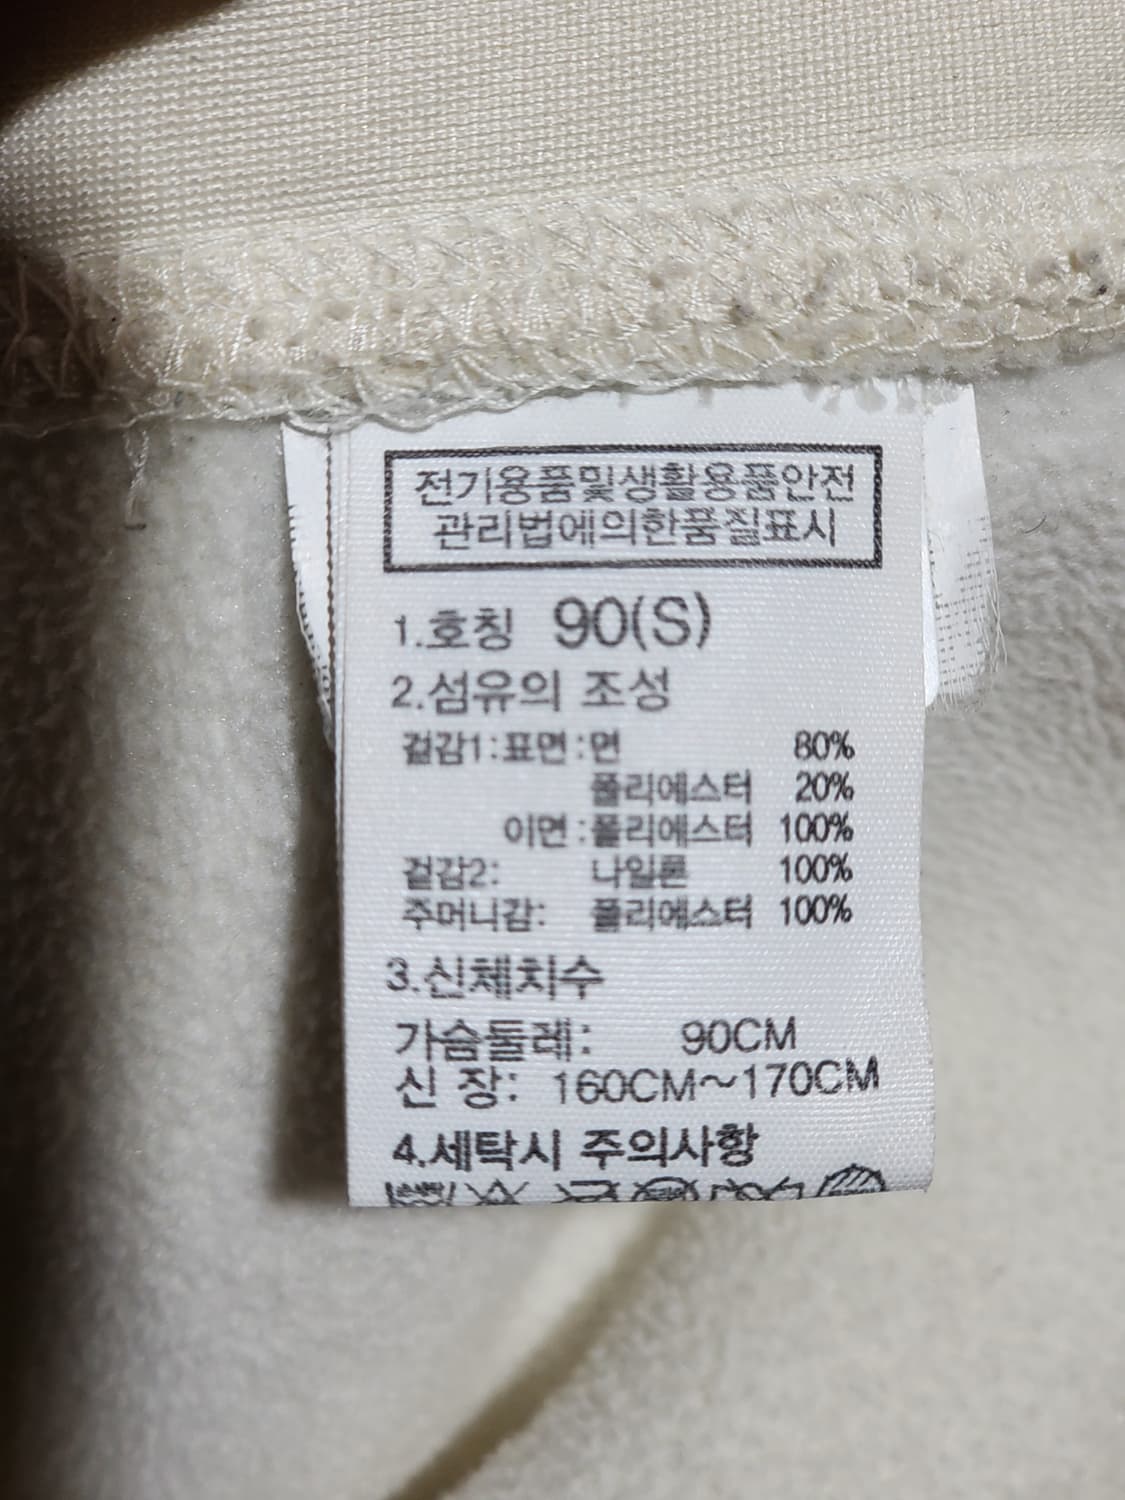 전기용품및생활용품안전
관리법에의한품질표시
1.호칭 90(S)
2.섬유의 조성
겉감1:표면:면 80%
폴리에스터 20%
이면:폴리에스터 100%
겉감2: 나일론 100%
주머니감: 폴리에스터 100%
3.신체치수
가슴둘레: 90CM
신 장: 160CM~170CM
4.세탁시 주의사항